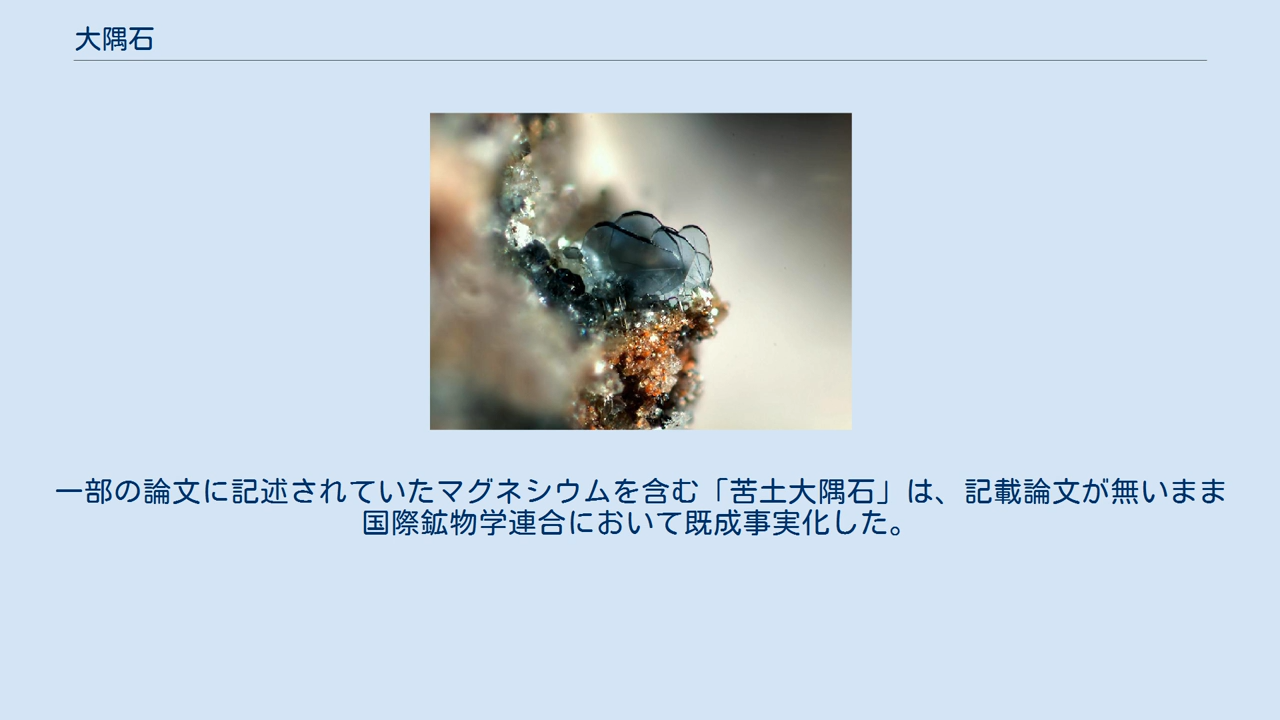 大隅石
一部の論文に記述されていたマグネシウムを含む「苦土大隅石」は、記載論文が無いまま
国際鉱物学連合において既成事実化した。